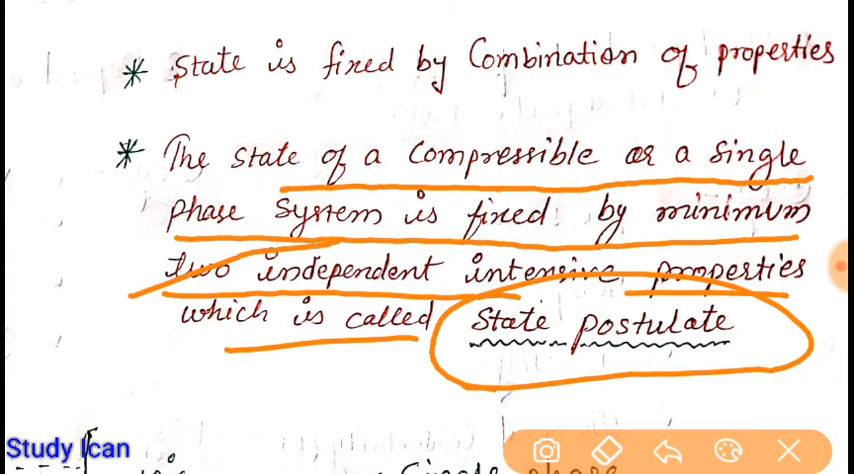 * State is fixed by Combination of properties
* The state of a Compressible or a Single
phase System is fixed by minimum
two independent intensive properties
which is called State postulate
Study Ican